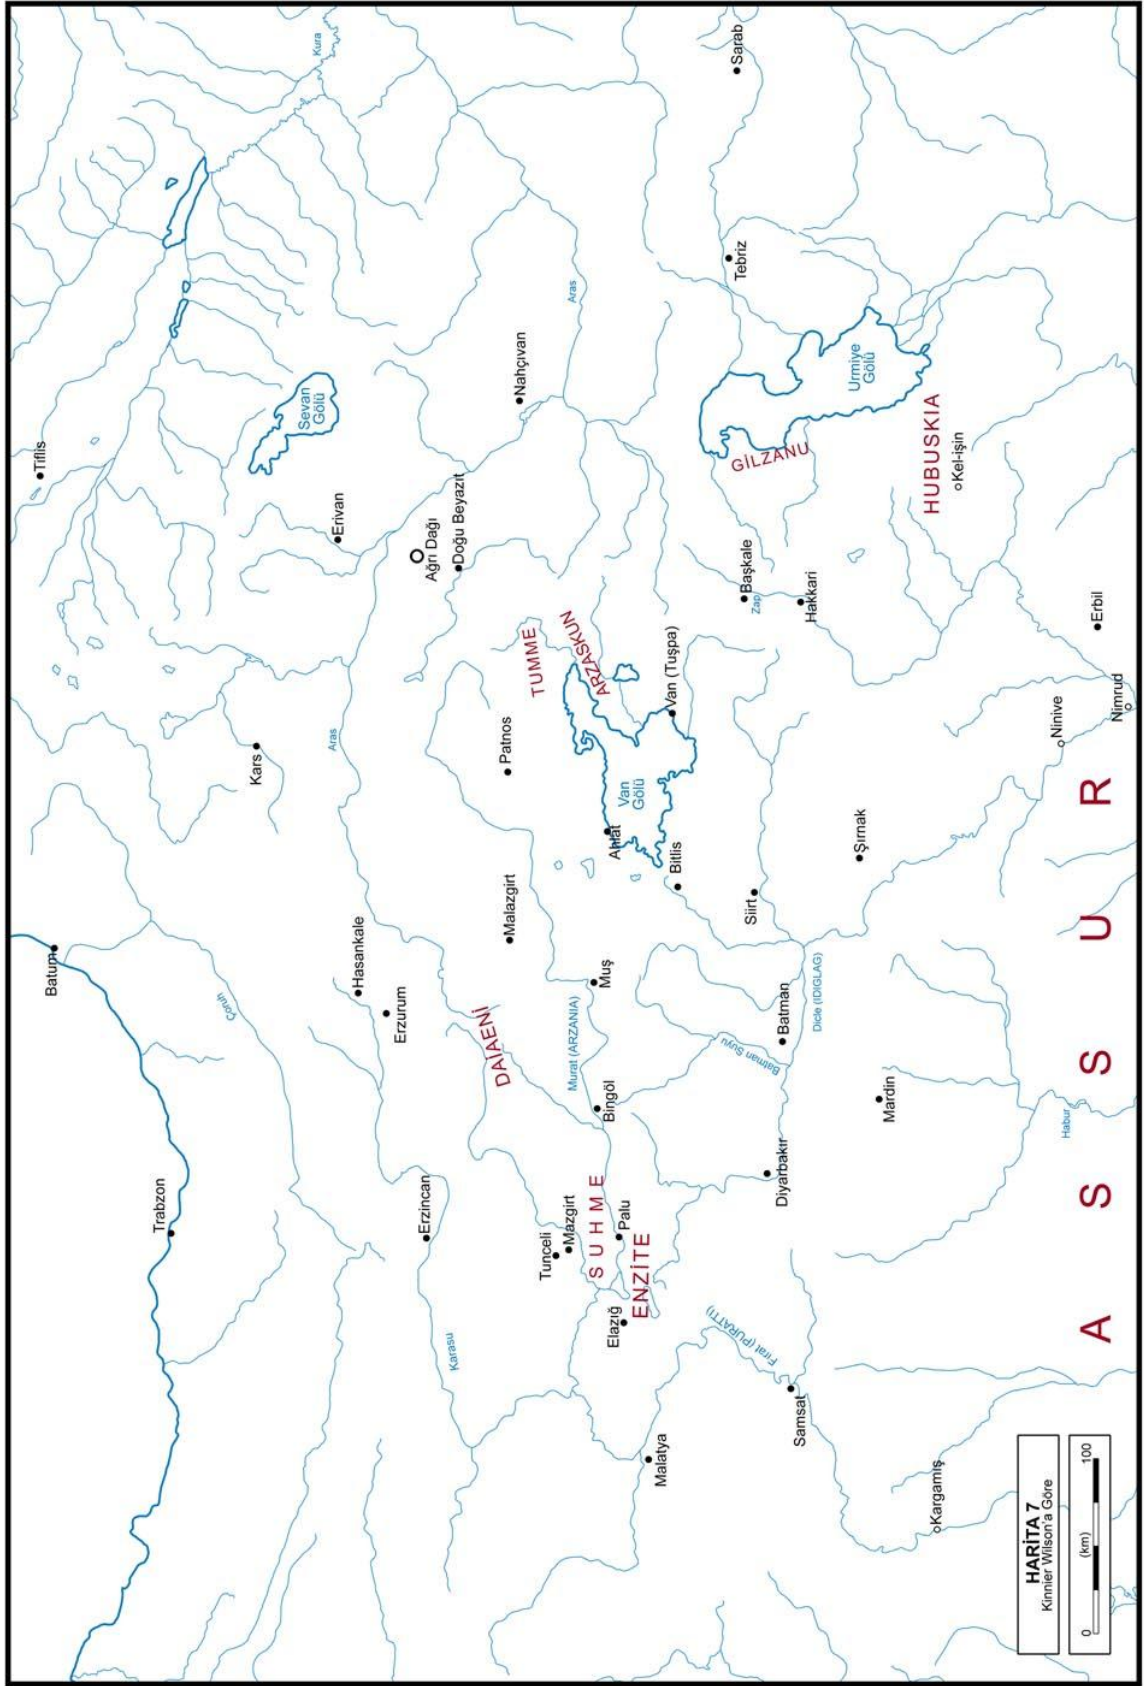 Tiflis
Batum
Trabzon
Çoruh
Kars
Sevan
Gölü
Kura
Aras
Erivan
Hasankale
Erzurum
Erzincan
Ağrı Dağı
Karasu
Doğu Beyazıt
DAIAENİ
Patnos
Malazgirt
Nahçıvan
TUMME
Tunceli
Mazgirt
Aras
Murat (ARZANIA)
ARZASKUN
SUHME
Muş
Bingöl
Elazığ
Ahlat
Palu
Van
Gölü
ENZİTE
Malatya
Van (Tuşpa)
Bitlis
Sarab
Tebriz
Fırat (PURATTI)
Başkale
Batman Suyu
Siirt
Zap
GİLZANU
Diyarbakır
Batman
Samsat
Hakkari
Dicle (IDIGLAG)
Urmiye
Gölü
Şırnak
Mardin
HUBUSKIA
Kargamış
Kel-işin
HARİTA 7
Kinnier Wilson'a Göre
0 (km) 100
Habur
Ninive
Erbil
ASSUR
Nimrud